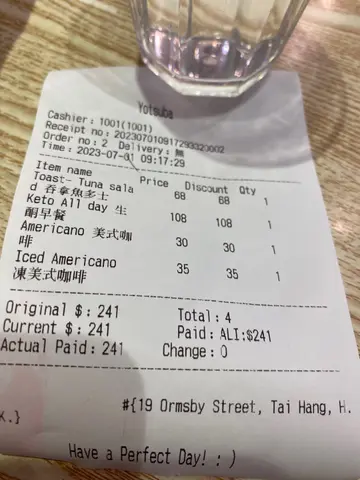 Yotsuba
Cashier: 1001(1001)
Receipt no: 202307010917293320002
Order no: 2 Delivery: 無
Time: 2023-07-01 09:17:29
Item name Price Discount Qty
Toast- Tuna sala 68 68 1
d 吞拿魚多士
Keto All day 生 108 108 1
酮早餐
Americano 美式咖 30 30 1
啡
Iced Americano 35 35 1
凍美式咖啡
Original $: 241 Total: 4
Current $: 241 Paid: ALI:$241
Actual Paid: 241 Change: 0
#{19 Ormsby Street, Tai Hang, H.
K.}
Have a Perfect Day! : )